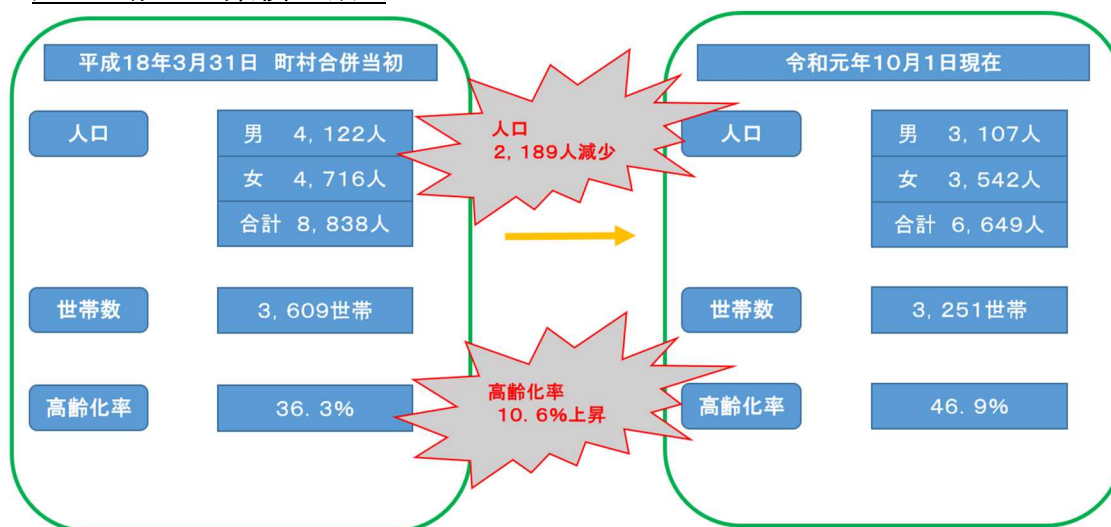 平成18年3月31日 町村合併当初
人口
男 4,122人
女 4,716人
合計 8,838人
世帯数
3,609世帯
高齢化率
36.3%
人口
2,189人減少
高齢化率
10.6%上昇
令和元年10月1日現在
人口
男 3,107人
女 3,542人
合計 6,649人
世帯数
3,251世帯
高齢化率
46.9%